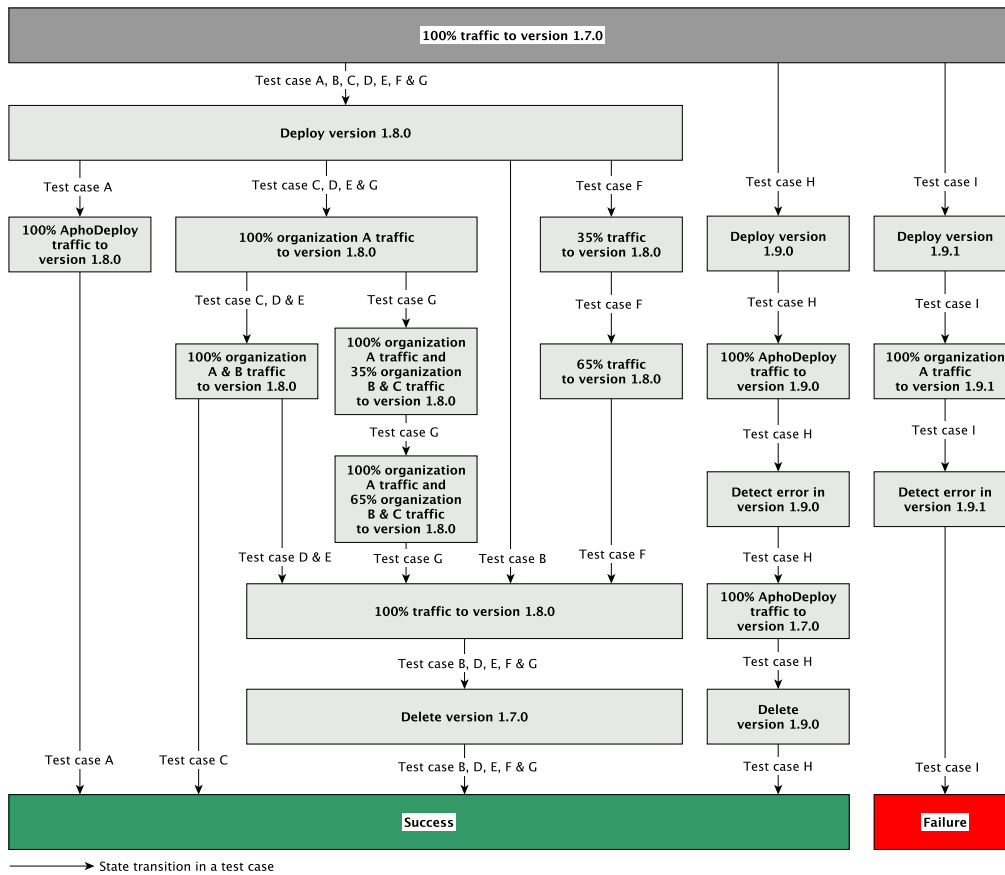 100% traffic to version 1.7.0
Test case A, B, C, D, E, F & G
Deploy version 1.8.0
Test case A
Test case C, D, E & G
Test case F
Test case H
Test case I
100% AphoDeploy
traffic to
version 1.8.0
100% organization A traffic
to version 1.8.0
35% traffic
to version 1.8.0
Deploy version
1.9.0
Deploy version
1.9.1
Test case C, D & E
Test case G
Test case F
Test case H
Test case I
100% organization
A & B traffic
to version 1.8.0
100% organization
A traffic and
35% organization
B & C traffic
to version 1.8.0
65% traffic
to version 1.8.0
100% AphoDeploy
traffic to
version 1.9.0
100% organization
A traffic
to version 1.9.1
Test case G
Test case H
Test case I
100% organization
A traffic and
65% organization
B & C traffic
to version 1.8.0
Detect error in
version 1.9.0
Detect error in
version 1.9.1
Test case D & E
Test case G
Test case B
Test case F
Test case H
100% traffic to version 1.8.0
100% AphoDeploy
traffic to
version 1.7.0
Test case B, D, E, F & G
Test case H
Delete version 1.7.0
Delete
version 1.9.0
Test case A
Test case C
Test case B, D, E, F & G
Test case H
Test case I
Success
Failure
State transition in a test case